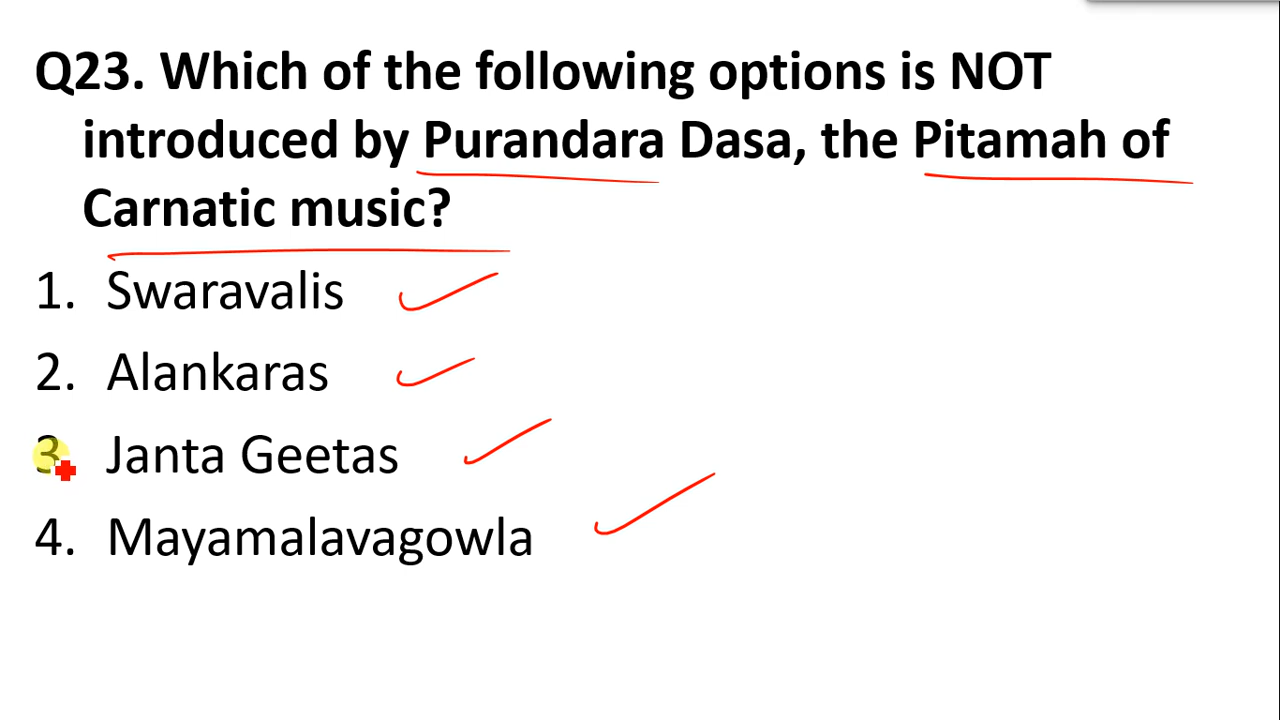 Q23. Which of the following options is NOT
introduced by Purandara Dasa, the Pitamah of
Carnatic music?
1. Swaravalis
2. Alankaras
3. Janta Geetas
4. Mayamalavagowla